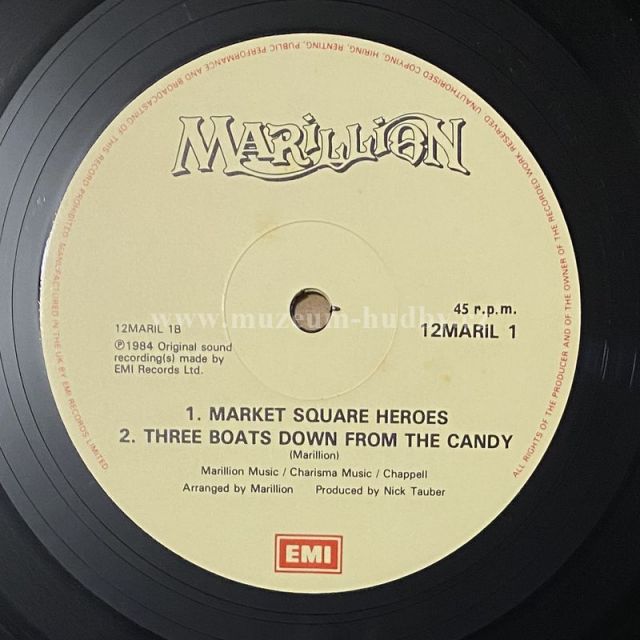 UNAUTHORISED COPYING, HIRING, RENTING, PUBLIC PERFORMANCE AND BROADCASTING OF THIS RECORD PROHIBITED. MANUFACTURED IN THE UK BY EMI RECORDS LIMITED
ALL RIGHTS OF THE PRODUCER AND OF THE OWNER OF THE RECORDED WORK RESERVED
MARiLLiON
45 r.p.m.
www.muzeum-hudby
12MARIL 1B
12MARiL 1
℗1984 Original sound
recording(s) made by
EMI Records Ltd.
1. MARKET SQUARE HEROES
2. THREE BOATS DOWN FROM THE CANDY
(Marillion)
Marillion Music / Charisma Music / Chappell
Arranged by Marillion Produced by Nick Tauber
EMI